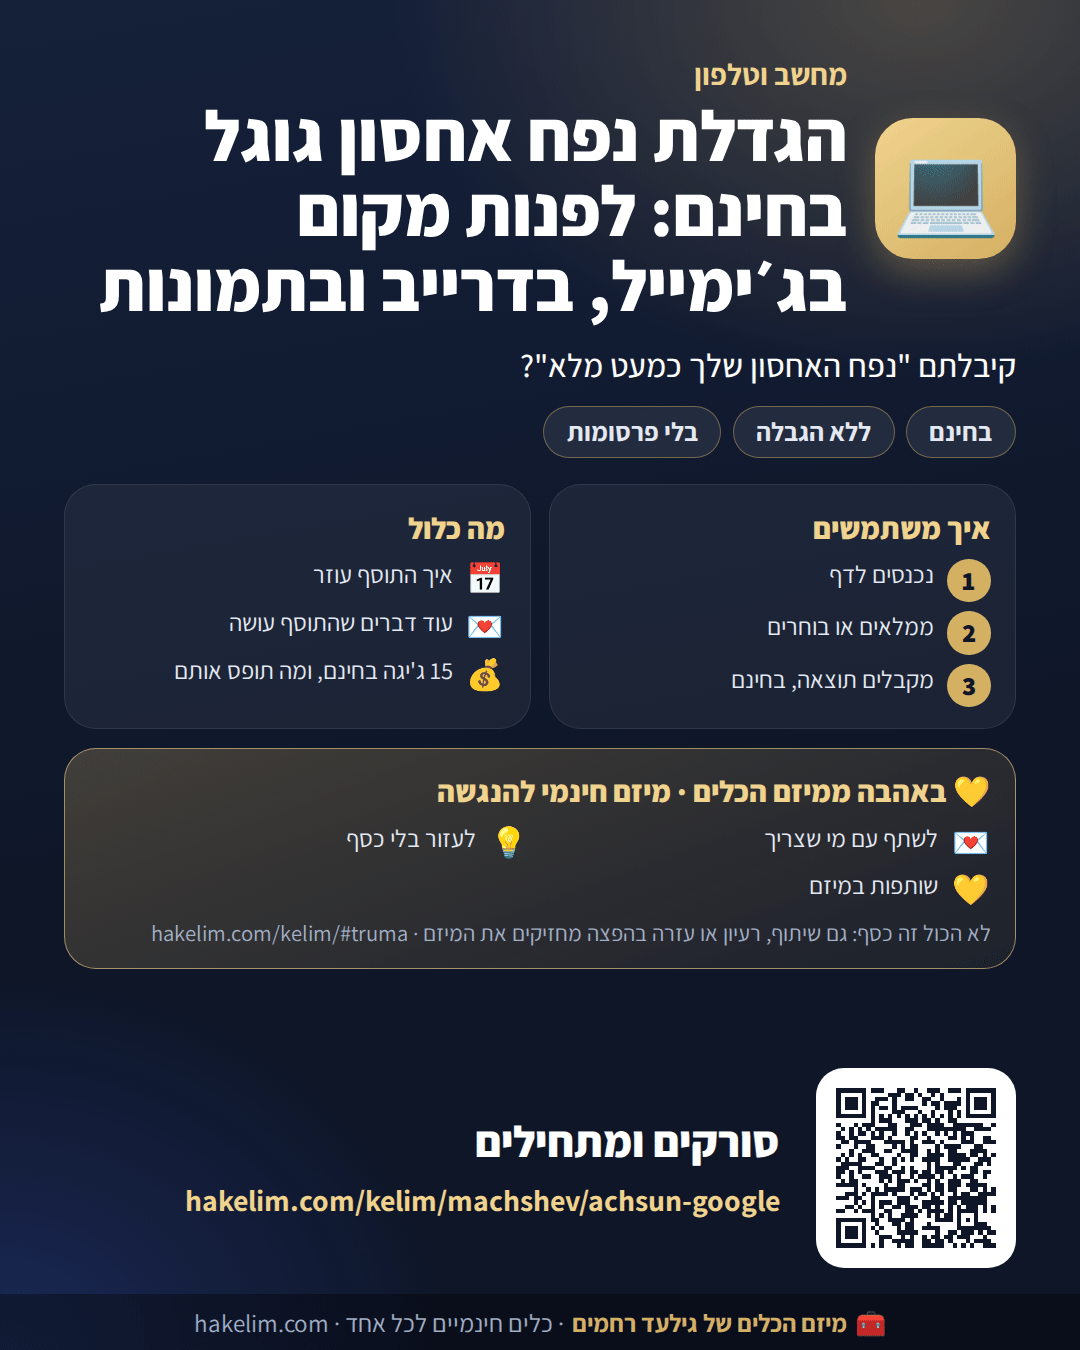 מחשב וטלפון
הגדלת נפח אחסון גוגל
בחינם: לפנות מקום
בג׳ימייל, בדרייב ובתמונות
קיבלתם "נפח האחסון שלך כמעט מלא"?
בחינם
ללא הגבלה
בלי פרסומות
איך משתמשים
1 נכנסים לדף
2 ממלאים או בוחרים
3 מקבלים תוצאה, בחינם
מה כלול
July 17 איך התוסף עוזר
עוד דברים שהתוסף עושה
15 ג'יגה בחינם, ומה תופס אותם
באהבה ממיזם הכלים · מיזם חינמי להנגשה
לשתף עם מי שצריך
לעזור בלי כסף
שותפות במיזם
לא הכול זה כסף: גם שיתוף, רעיון או עזרה בהפצה מחזיקים את המיזם · hakelim.com/kelim/#truma
סורקים ומתחילים
hakelim.com/kelim/machshev/achsun-google
מיזם הכלים של גילעד רחמים · כלים חינמיים לכל אחד · hakelim.com